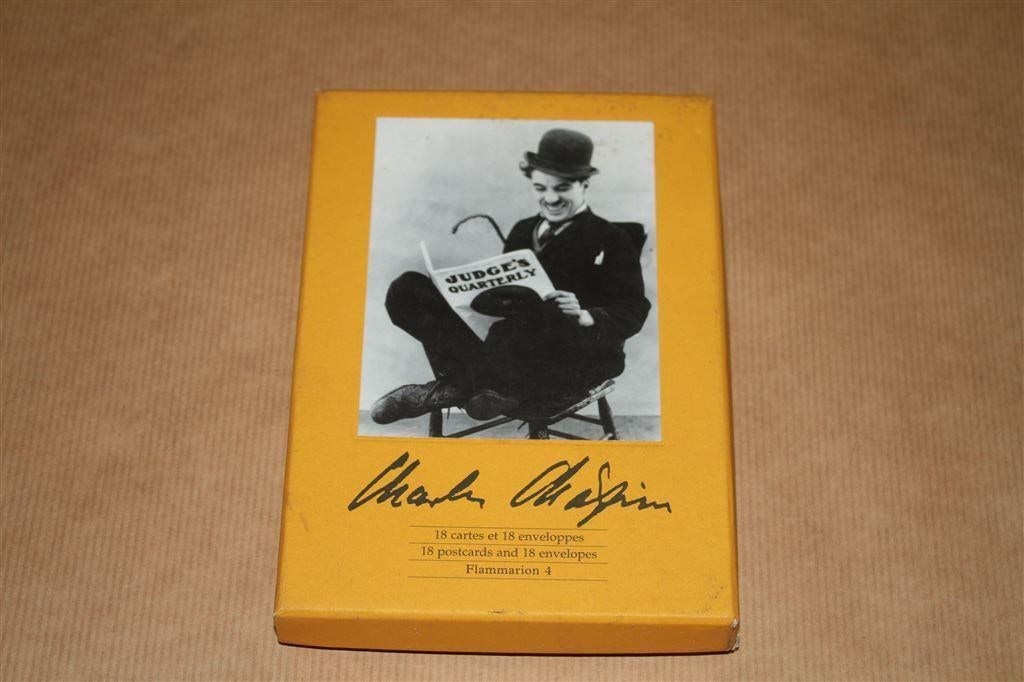 JUDGE'S
QUARTERLY
Charles Chaplin
18 cartes et 18 enveloppes
18 postcards and 18 envelopes
Flammarion 4